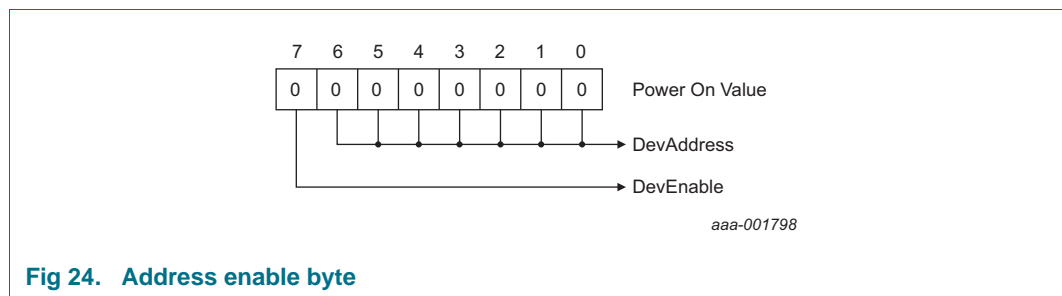 7 6 5 4 3 2 1 0
0 0 0 0 0 0 0 0 Power On Value
DevAddress
DevEnable
aaa-001798
Fig 24. Address enable byte